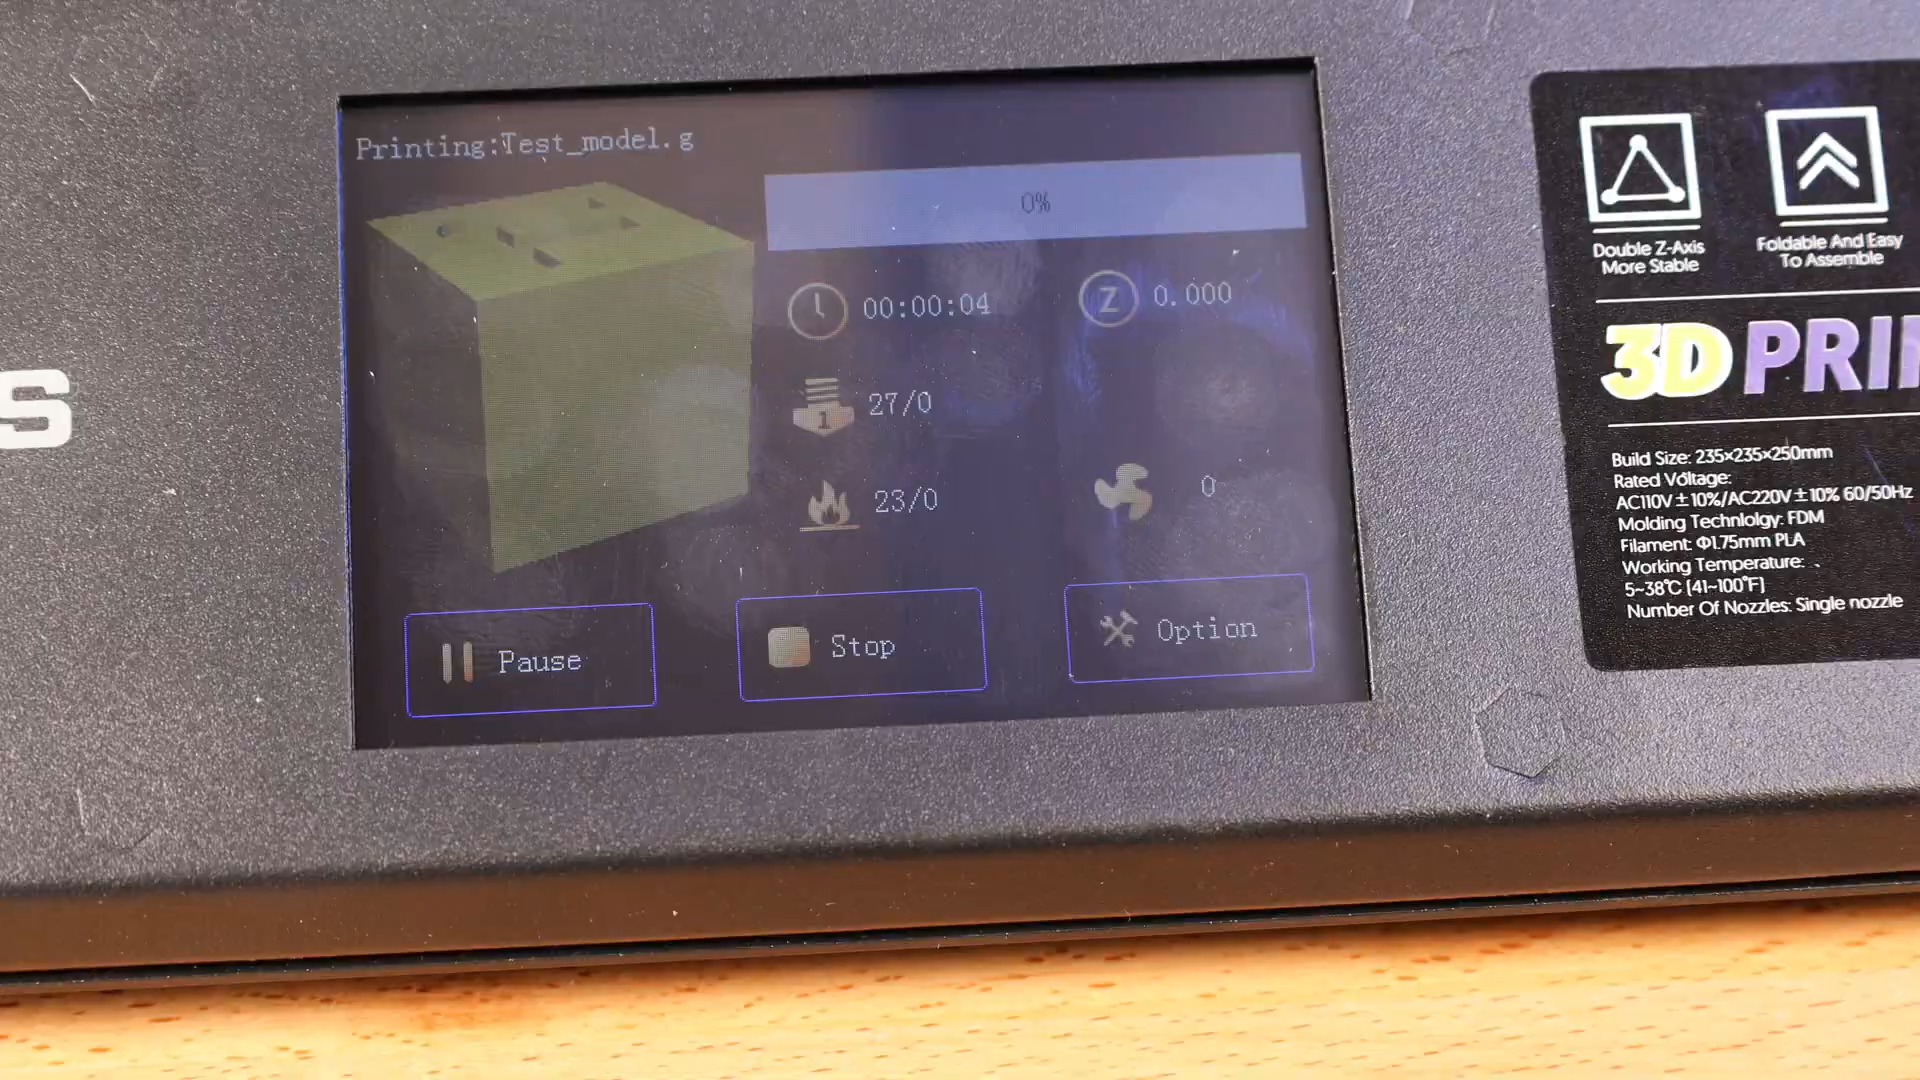 Printing:Test_model.g
0%
00:00:04
Z 0.000
1 27/0
23/0
0
Pause
Stop
Option
S
Double Z-Axis
More Stable
Foldable And Easy
To Assemble
3D PRI
Build Size: 235×235×250mm
Rated Voltage:
AC110V±10%/AC220V±10% 60/50Hz
Molding Technlolgy: FDM
Filament: Φ1.75mm PLA
Working Temperature:
5~38℃ (41~100℉)
Number Of Nozzles: Single nozzle